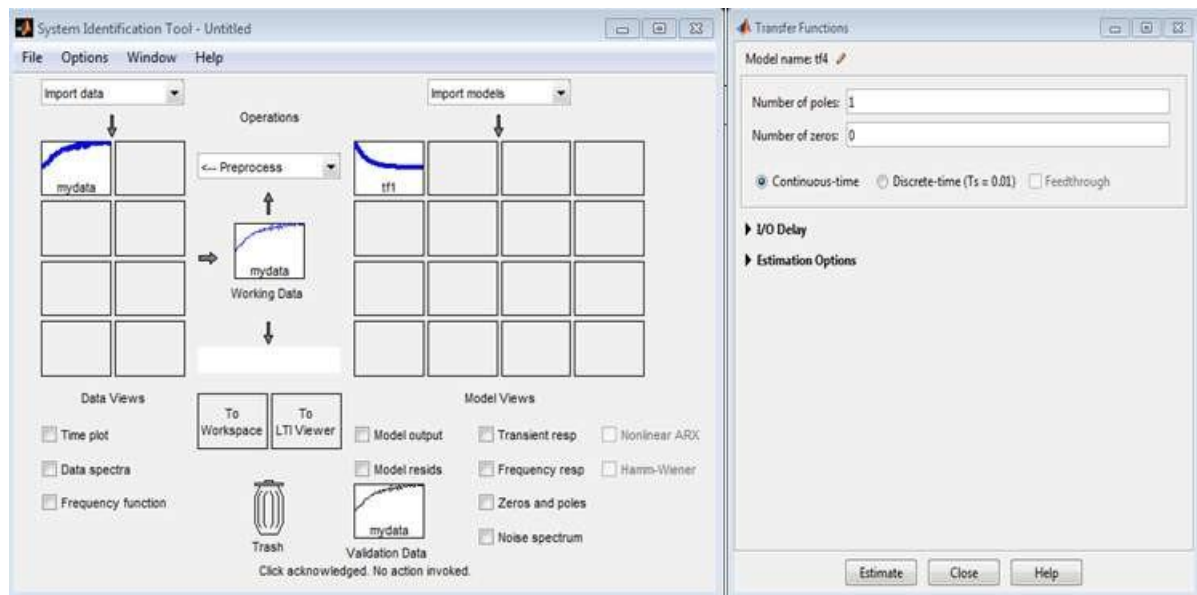 System Identification Tool - Untitled
File Options Window Help
Import data
Import models
Operations
<-- Preprocess
mydata
tf1
mydata
Working Data
Data Views
To Workspace
To LTI Viewer
Model Views
Time plot
Data spectra
Frequency function
Model output
Transient resp
Nonlinear ARX
Model resids
Frequency resp
Hamm-Wiener
Zeros and poles
Noise spectrum
Trash
mydata
Validation Data
Click acknowledged. No action invoked.
Transfer Functions
Model name: tf4
Number of poles: 1
Number of zeros: 0
Continuous-time Discrete-time (Ts = 0.01) Feedthrough
I/O Delay
Estimation Options
Estimate Close Help